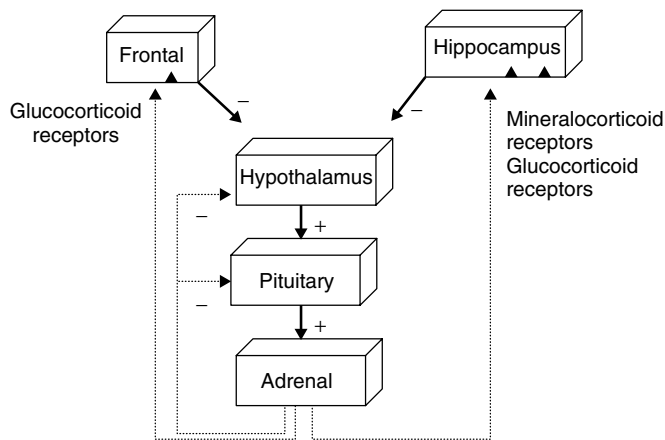 Frontal
Hippocampus
–
–
Glucocorticoid
receptors
Mineralocorticoid
receptors
Glucocorticoid
receptors
Hypothalamus
–
+
Pituitary
–
+
Adrenal